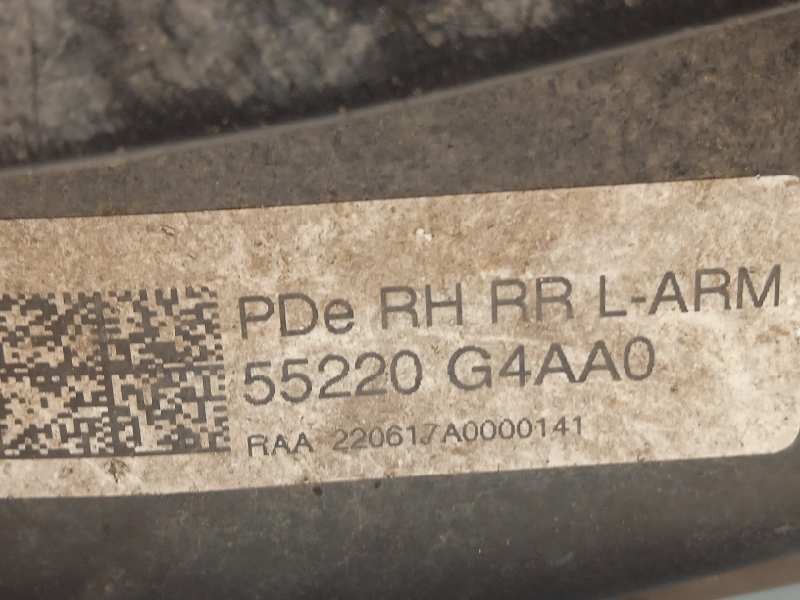 PDe RH RR L-ARM
55220 G4AA0
RAA 220617A0000141